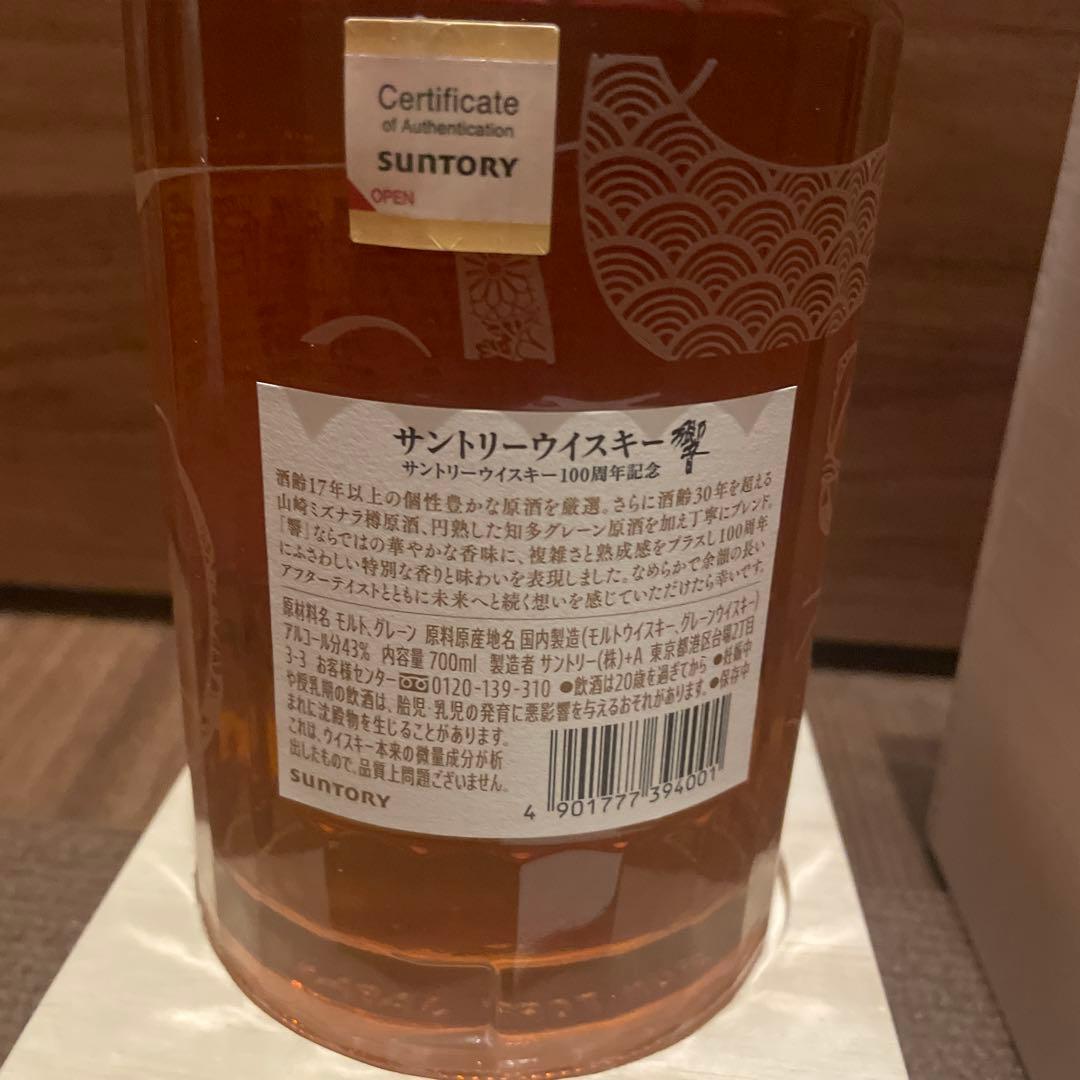 Certificate
of Authentication
SUNTORY
OPEN
サントリーウイスキー 響
サントリーウイスキー100周年記念
酒齢17年以上の個性豊かな原酒を厳選。さらに酒齢30年を超える
山崎ミズナラ樽原酒、円熟した知多グレーン原酒を加え丁寧にブレンド。
「響」ならではの華やかな香味に、複雑さと熟成感をプラスし100周年
にふさわしい特別な香りと味わいを表現しました。なめらかで余韻の長い
アフターテイストとともに未来へと続く想いを感じていただけたら幸いです。
原材料名 モルト、グレーン 原料原産地名 国内製造(モルトウイスキー、グレーンウイスキー)
アルコール分43% 内容量 700ml 製造者 サントリー(株)+A 東京都港区台場2丁目
3-3 お客様センター 0120-139-310 ●飲酒は20歳を過ぎてから ●妊娠中
や授乳期の飲酒は、胎児・乳児の発育に悪影響を与えるおそれがあります。●保存中
まれに沈殿物を生じることがあります。
これは、ウイスキー本来の微量成分が析
出したもので、品質上問題ございません。
SUNTORY
4 901777 394001